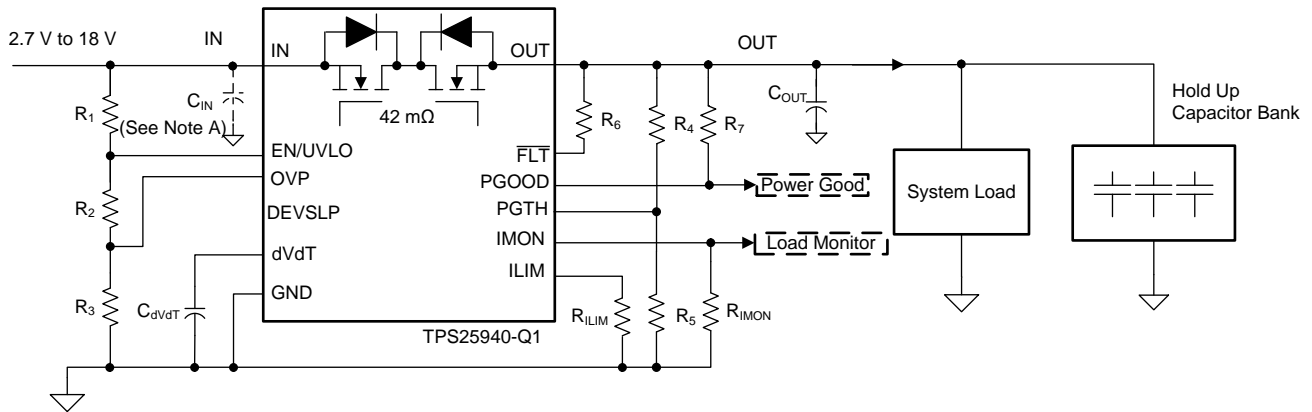 2.7 V to 18 V
IN
IN
OUT
OUT
42 mΩ
R1
CIN
(See Note A)
R2
R3
EN/UVLO
OVP
DEVSLP
dVdT
GND
CdVdT
FLT
PGOOD
PGTH
IMON
ILIM
TPS25940-Q1
R6
R4
R7
COUT
Power Good
Load Monitor
RILIM
R5
RIMON
System Load
Hold Up
Capacitor Bank